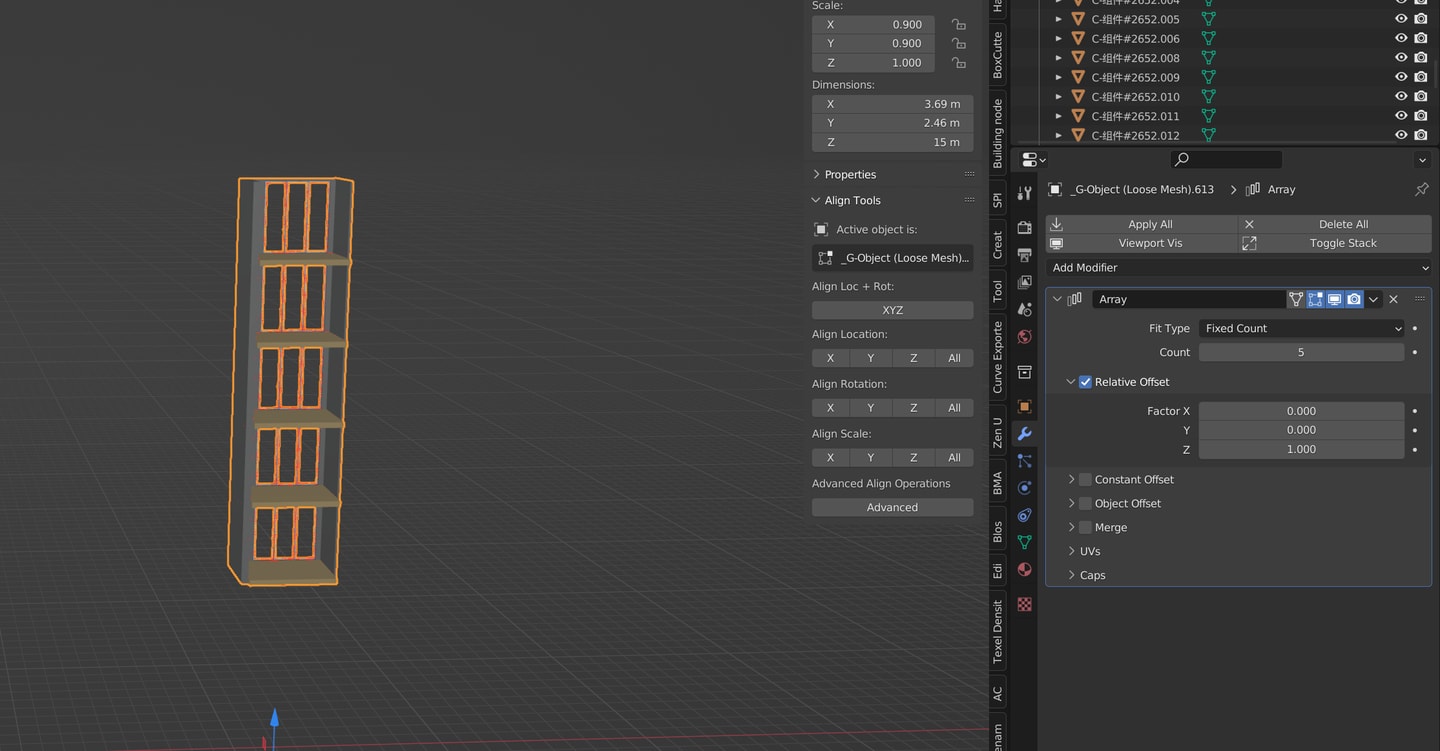 Scale:
X 0.900
Y 0.900
Z 1.000
Dimensions:
X 3.69 m
Y 2.46 m
Z 15 m
Properties
Align Tools
Active object is:
_G-Object (Loose Mesh)...
Align Loc + Rot:
XYZ
Align Location:
X Y Z All
Align Rotation:
X Y Z All
Align Scale:
X Y Z All
Advanced Align Operations
Advanced
BoxCutte
Building node
SPI
Creat
Tool
Curve Exporte
Zen U
BMA
Blos
Edi
Texel Densit
AC
enam
C-组件#2652.004
C-组件#2652.005
C-组件#2652.006
C-组件#2652.008
C-组件#2652.009
C-组件#2652.010
C-组件#2652.011
C-组件#2652.012
_G-Object (Loose Mesh).613 > Array
Apply All Delete All
Viewport Vis Toggle Stack
Add Modifier
Array
Fit Type Fixed Count
Count 5
Relative Offset
Factor X 0.000
Y 0.000
Z 1.000
Constant Offset
Object Offset
Merge
UVs
Caps